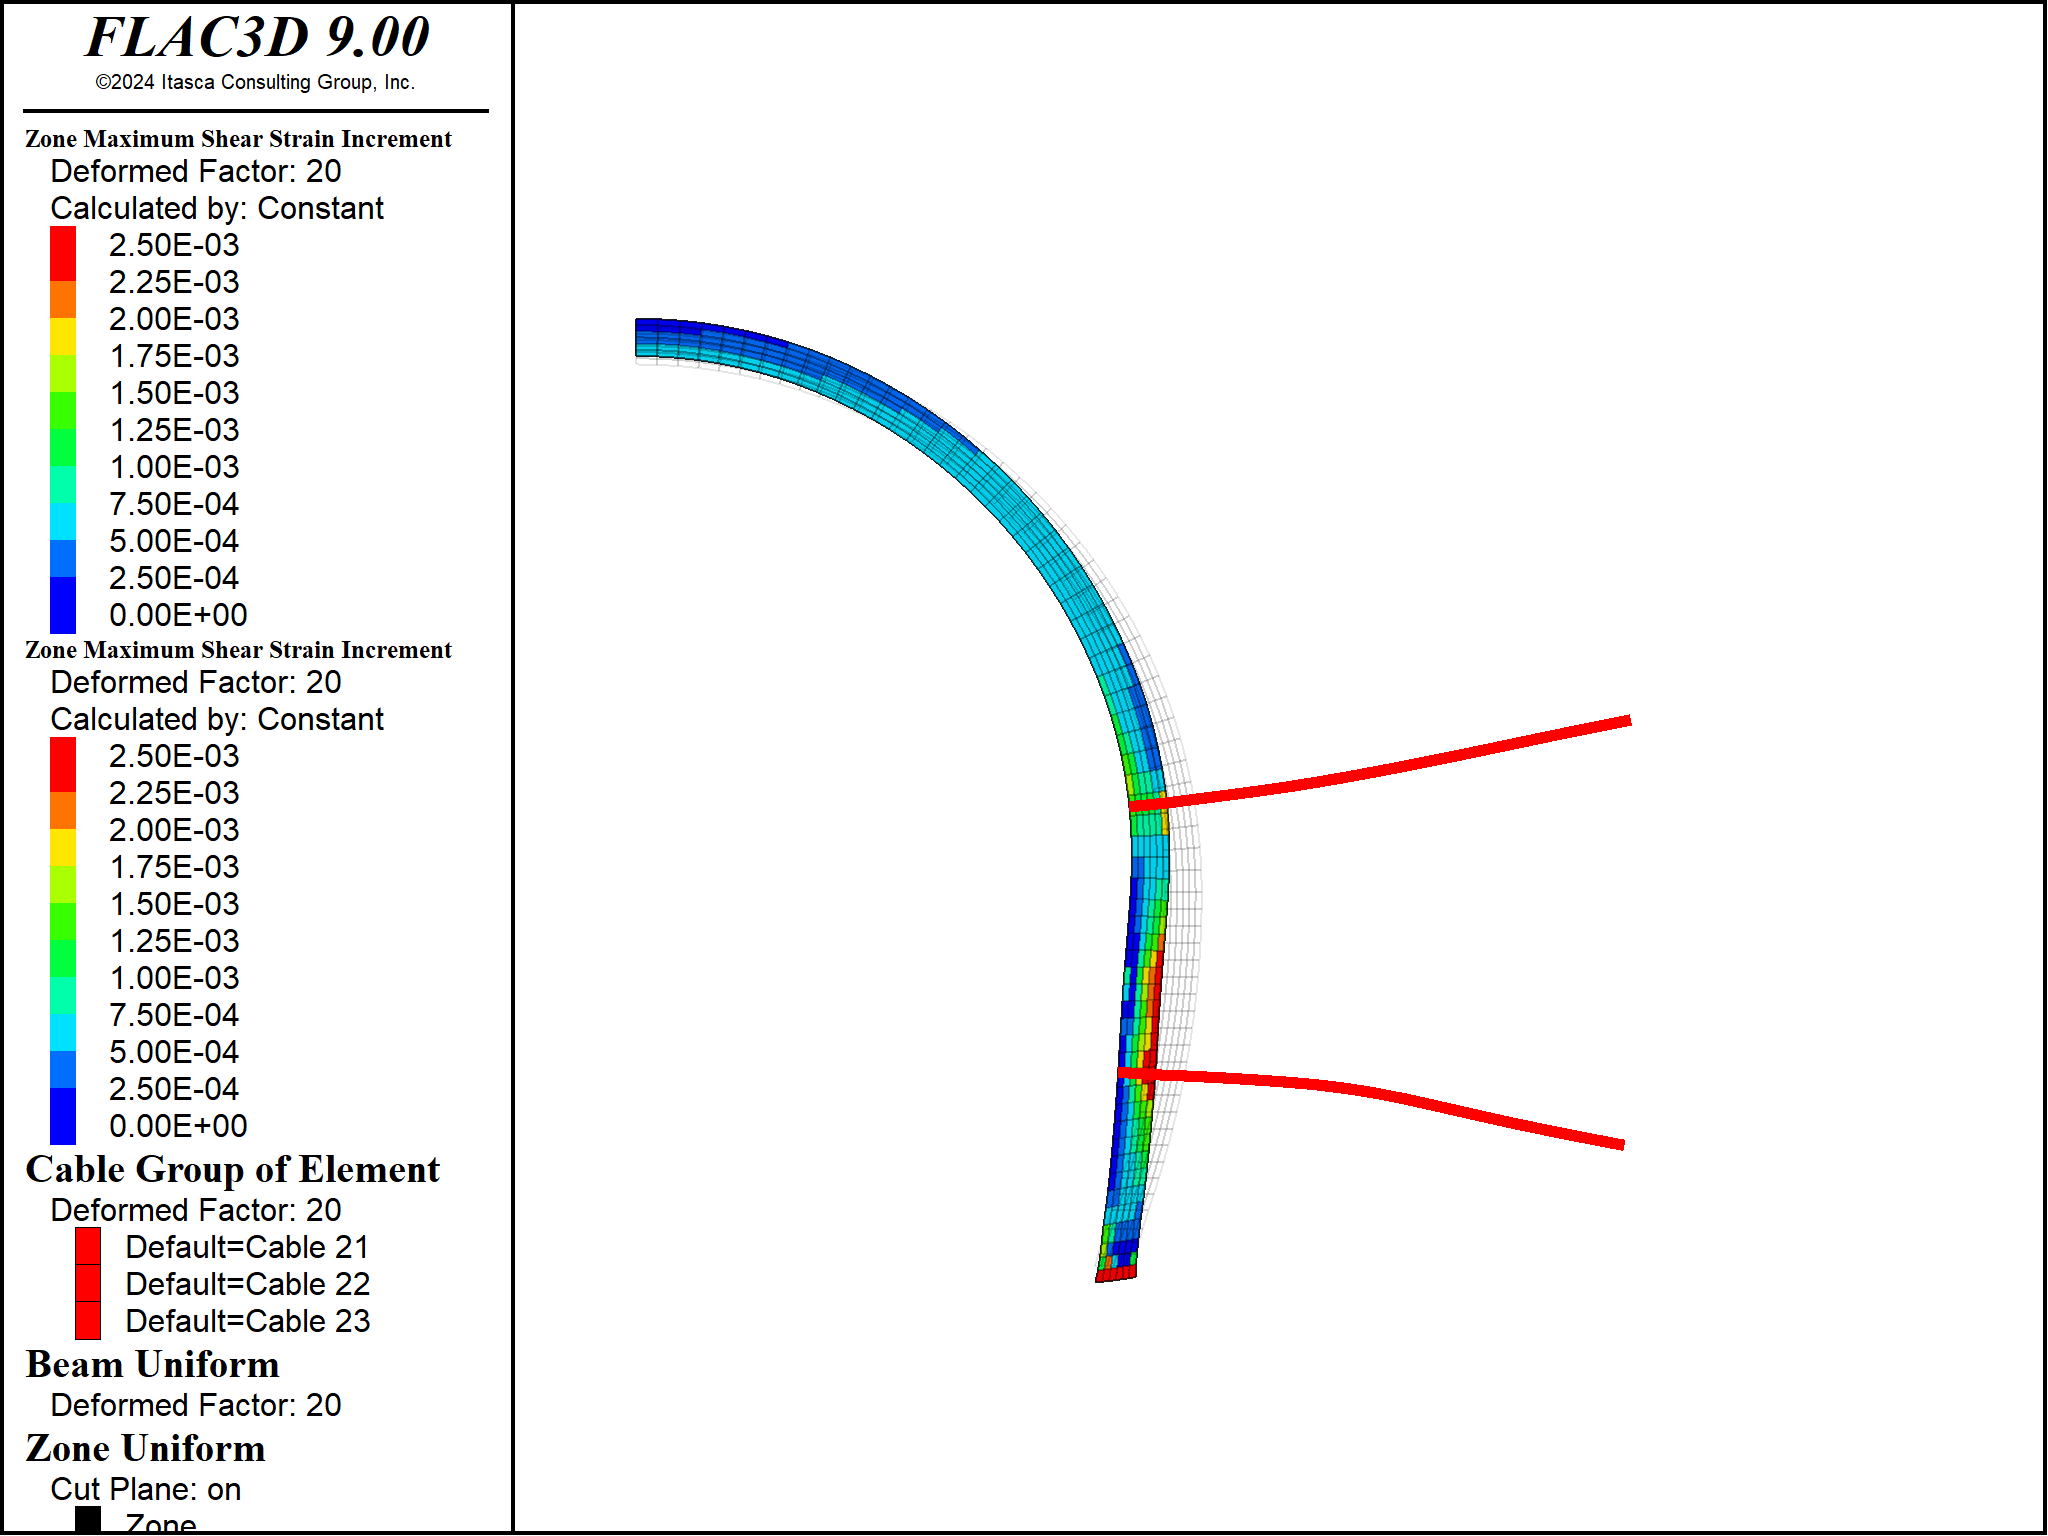 FLAC3D 9.00
©2024 Itasca Consulting Group, Inc.
Zone Maximum Shear Strain Increment
Deformed Factor: 20
Calculated by: Constant
2.50E-03
2.25E-03
2.00E-03
1.75E-03
1.50E-03
1.25E-03
1.00E-03
7.50E-04
5.00E-04
2.50E-04
0.00E+00
Zone Maximum Shear Strain Increment
Deformed Factor: 20
Calculated by: Constant
2.50E-03
2.25E-03
2.00E-03
1.75E-03
1.50E-03
1.25E-03
1.00E-03
7.50E-04
5.00E-04
2.50E-04
0.00E+00
Cable Group of Element
Deformed Factor: 20
Default=Cable 21
Default=Cable 22
Default=Cable 23
Beam Uniform
Deformed Factor: 20
Zone Uniform
Cut Plane: on
Zone